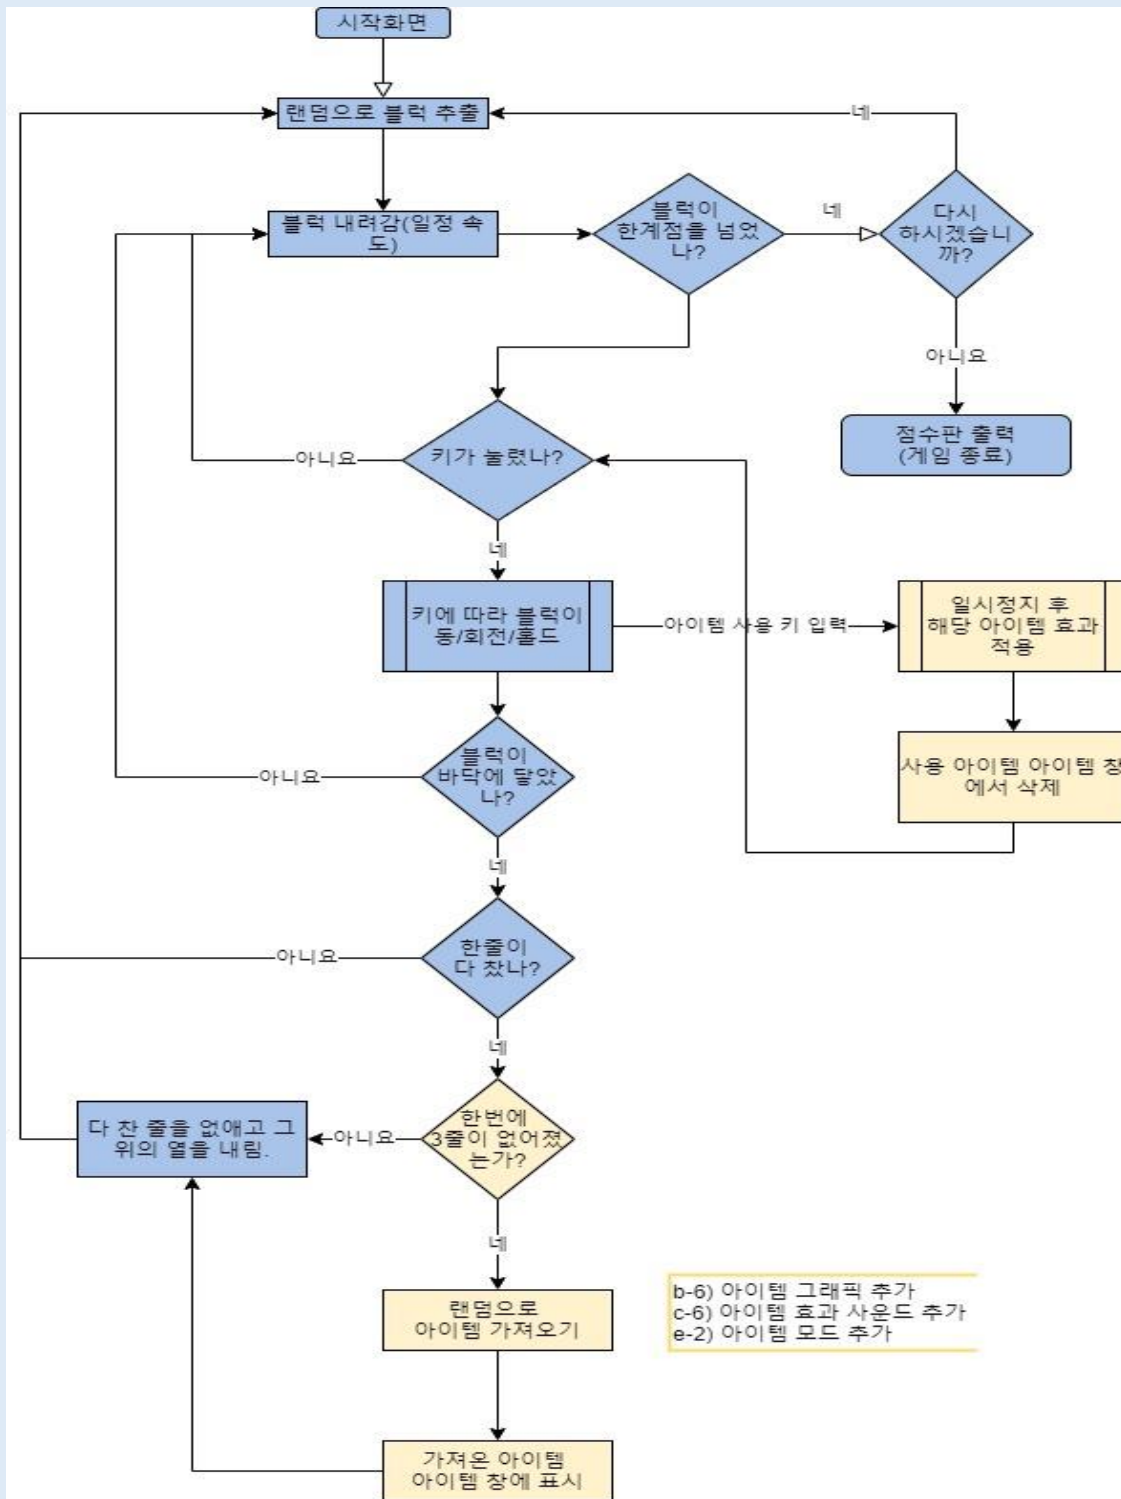 시작화면
랜덤으로 블럭 추출
네
블럭 내려감(일정 속
도)
블럭이
한계점을 넘었
나?
네
다시
하시겠습니
까?
아니요
점수판 출력
(게임 종료)
키가 눌렸나?
아니요
네
키에 따라 블럭이
동/회전/홀드
아이템 사용 키 입력
일시정지 후
해당 아이템 효과
적용
사용 아이템 아이템 창
에서 삭제
블럭이
바닥에 닿았
나?
아니요
네
한줄이
다 찼나?
아니요
네
한번에
3줄이 없어졌
는가?
아니요
다 찬 줄을 없애고 그
위의 열을 내림.
네
랜덤으로
아이템 가져오기
가져온 아이템
아이템 창에 표시
b-6) 아이템 그래픽 추가
c-6) 아이템 효과 사운드 추가
e-2) 아이템 모드 추가